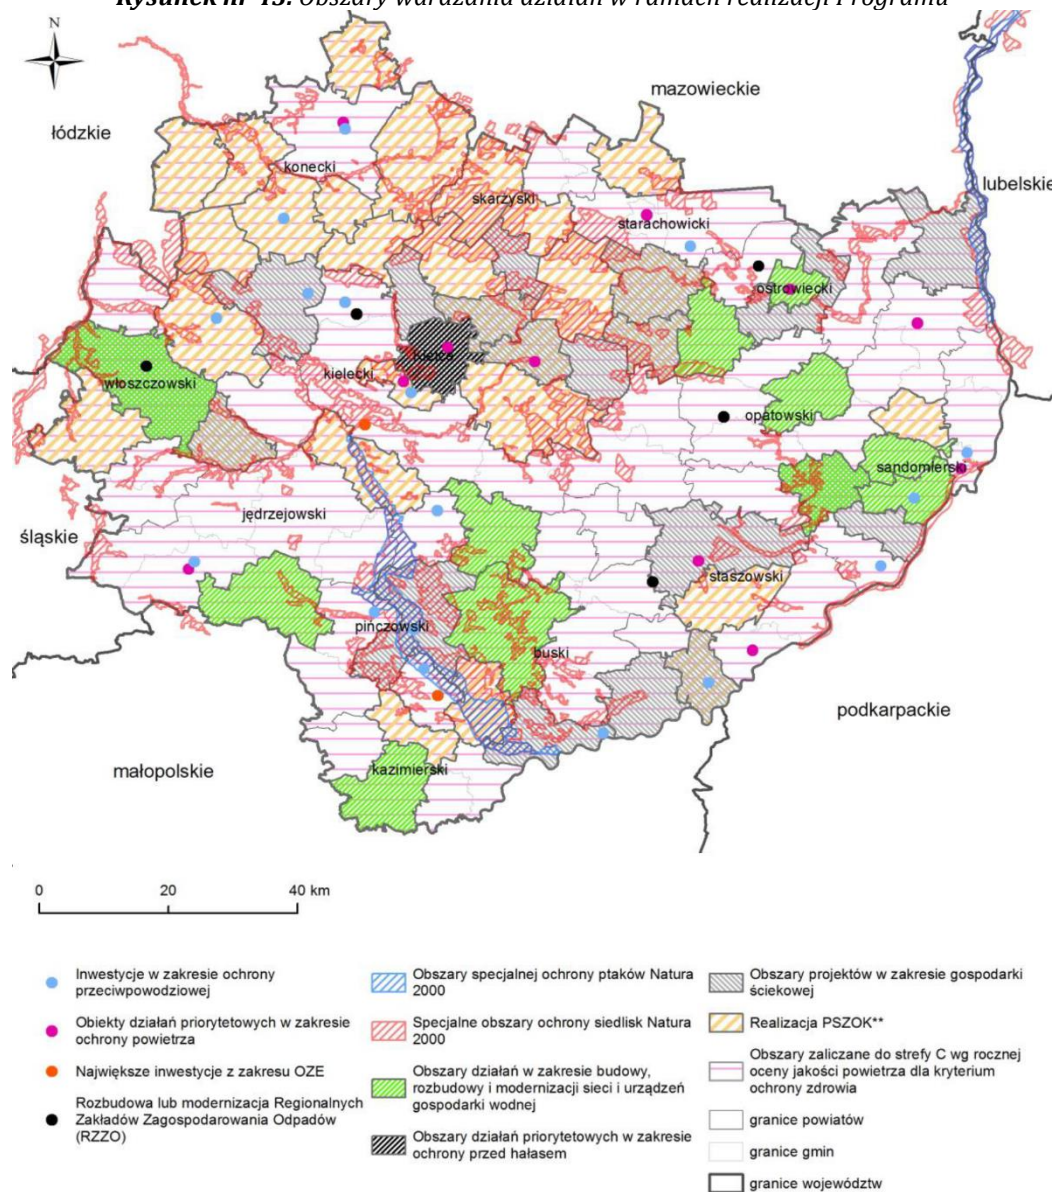 Rysunek nr 15. Obszary wdrażania działań w ramach realizacji Programu
N
mazowieckie
łódzkie
konecki
lubelskie
skarżyski
starachowicki
ostrowiecki
Kielce
kielecki
włoszczowski
opatowski
sandomierski
jędrzejowski
śląskie
staszowski
pińczowski
buski
podkarpackie
małopolskie
kazimierski
0 20 40 km
Inwestycje w zakresie ochrony
przeciwpowodziowej
Obiekty działań priorytetowych w zakresie
ochrony powietrza
Największe inwestycje z zakresu OZE
Rozbudowa lub modernizacja Regionalnych
Zakładów Zagospodarowania Odpadów
(RZZO)
Obszary specjalnej ochrony ptaków Natura
2000
Specjalne obszary ochrony siedlisk Natura
2000
Obszary działań w zakresie budowy,
rozbudowy i modernizacji sieci i urządzeń
gospodarki wodnej
Obszary działań priorytetowych w zakresie
ochrony przed hałasem
Obszary projektów w zakresie gospodarki
ściekowej
Realizacja PSZOK**
Obszary zaliczane do strefy C wg rocznej
oceny jakości powietrza dla kryterium
ochrony zdrowia
granice powiatów
granice gmin
granice województw